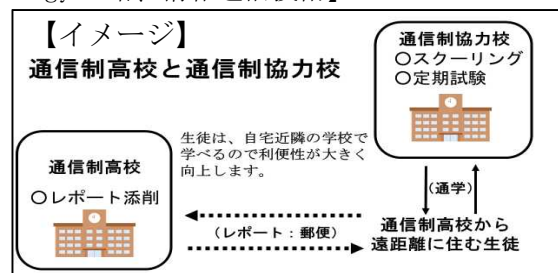 【イメージ】
通信制高校と通信制協力校
通信制協力校
〇スクーリング
〇定期試験
生徒は、自宅近隣の学校で
学べるので利便性が大きく
向上します。
通信制高校
〇レポート添削
(通学)
(レポート：郵便)
通信制高校から
遠距離に住む生徒